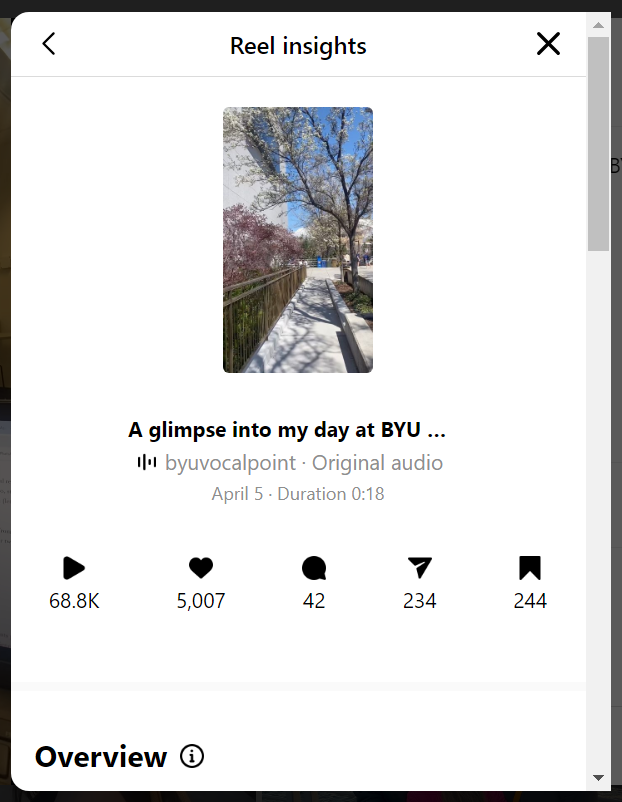 Reel insights
A glimpse into my day at BYU ...
byuvocalpoint · Original audio
April 5 · Duration 0:18
68.8K 5,007 42 234 244
Overview